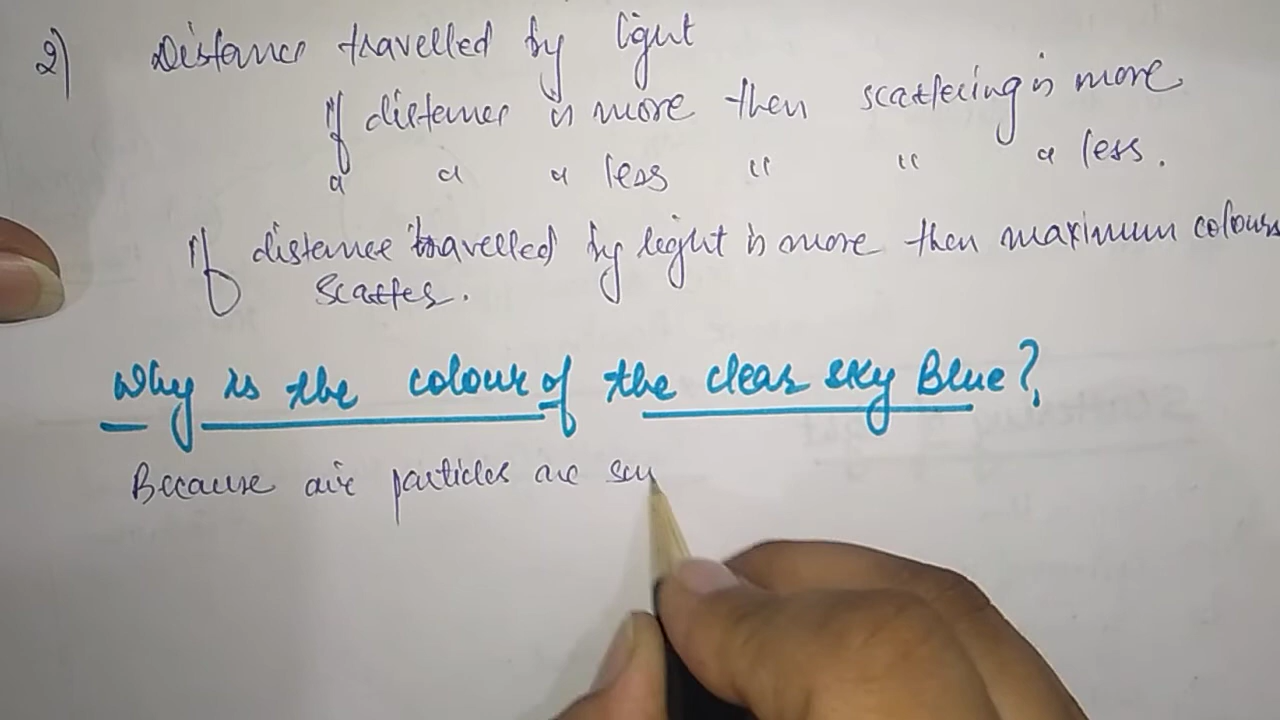 2) Distance travelled by light
If distance is more then scattering is more
" " " less " " " less.
If distance travelled by light is more then maximum colours
scatter.
Why is the colour of the clear sky Blue?
Because air particles are